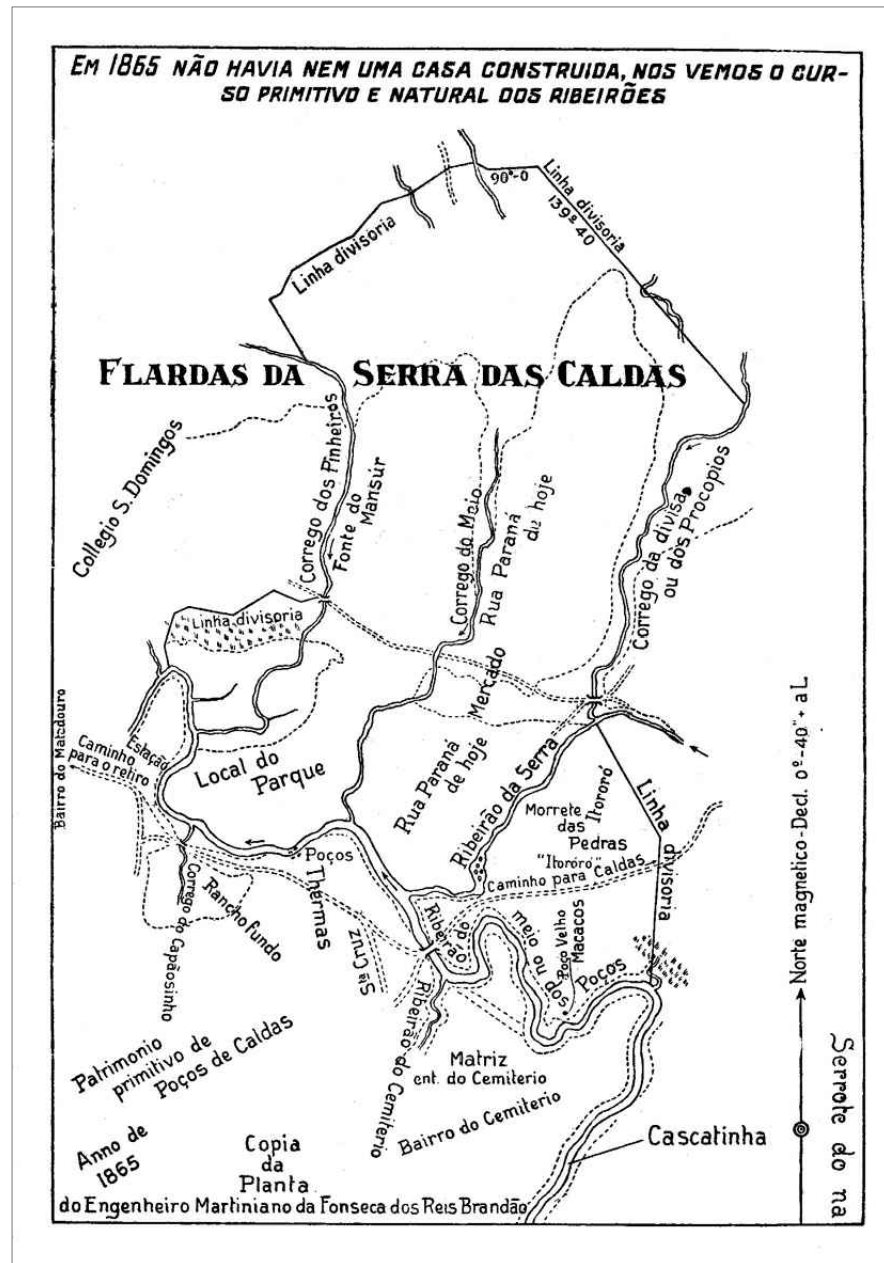 EM 1865 NÃO HAVIA NEM UMA CASA CONSTRUIDA, NOS VEMOS O CUR-
SO PRIMITIVO E NATURAL DOS RIBEIRÕES
90º-0
Linha divisoria
139º 40
Linha divisoria
FLARDAS DA SERRA DAS CALDAS
Collegio S. Domingos
Corrego dos Pinheiros
Fonte do
Mansur
Corrego do Maio
Rua Paraná
de hoje
Corrego da divisa
ou dos Procopios
Linha divisoria
Mercado
Rua Paraná
de hoje
Bairro do Matadouro
Caminho
para o retiro
Estação
Local do
Parque
Ribeirão da Serra
Morrete
das
Pedras
Itororó
"Itororó"
Linha divisoria
Caminho para Caldas
Poços
Thermas
Rancho fundo
Corrego do Capãosinho
Stª Cruz
Ribeirão do
meio ou dos
Poços
Poço Velho
Macacos
Ribeirão do Cemiterio
Matriz
ent. do Cemiterio
Bairro do Cemiterio
Cascatinha
Norte magnetico-Decl. 0º-40" + a L
Serrote do na
Patrimonio
primitivo de
Poços de Caldas
Anno de
1865
Copia
da
Planta
do Engenheiro Martiniano da Fonseca dos Reis Brandão